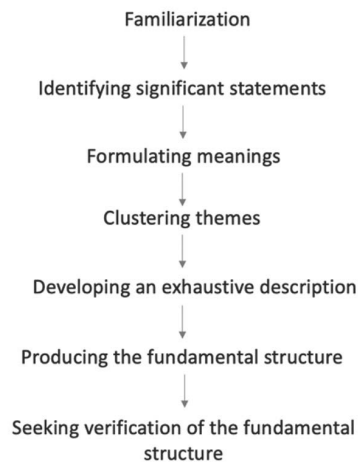 Familiarization
Identifying significant statements
Formulating meanings
Clustering themes
Developing an exhaustive description
Producing the fundamental structure
Seeking verification of the fundamental
structure